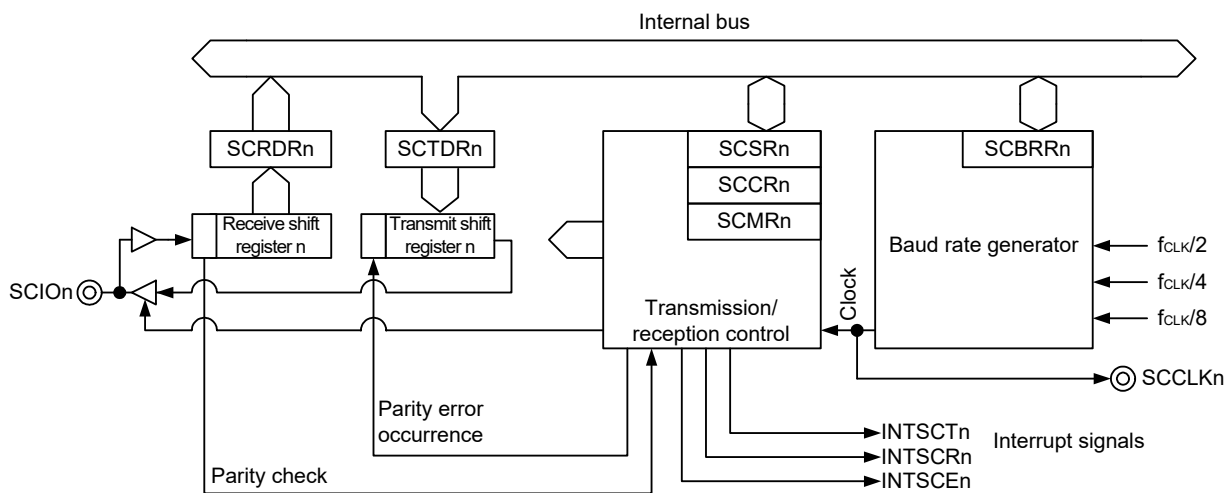 Internal bus
SCRDRn
SCTDRn
SCSRn
SCBRRn
SCCRn
SCMRn
Receive shift
register n
Transmit shift
register n
Baud rate generator
fCLK/2
SCIOn
fCLK/4
Transmission/
reception control
Clock
fCLK/8
SCCLKn
Parity error
occurrence
INTSCTn
Interrupt signals
INTSCRn
Parity check
INTSCEn